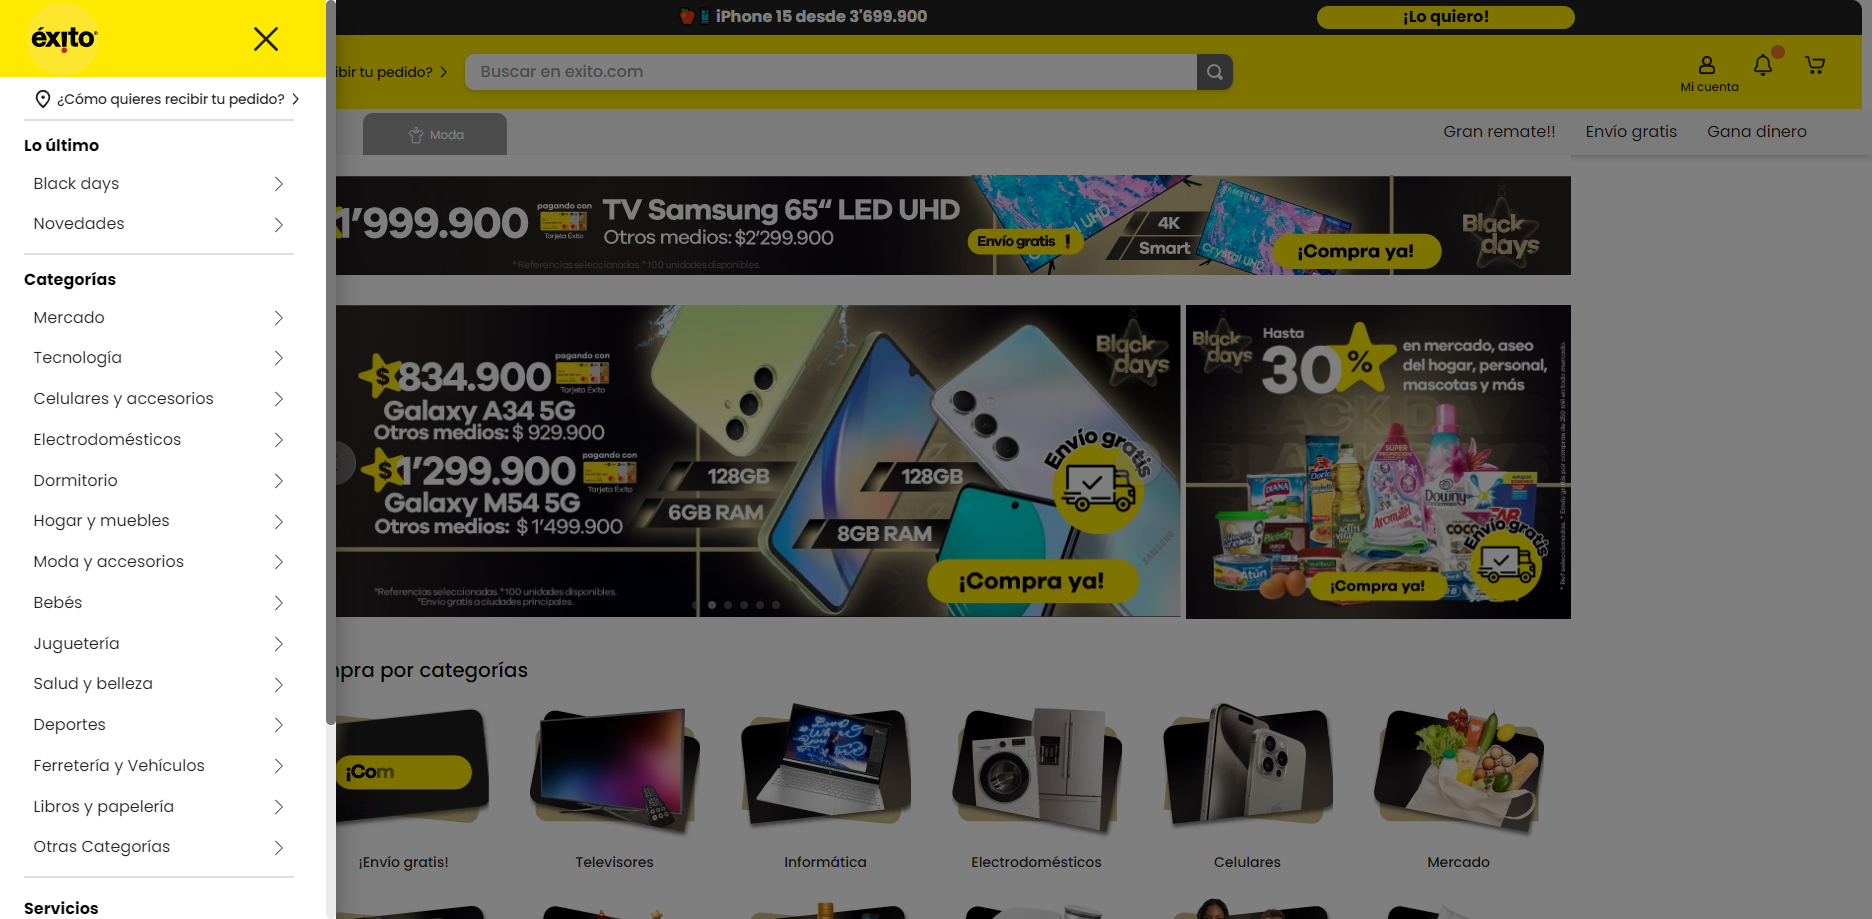 éxito
¿Cómo quieres recibir tu pedido?
Lo último
Black days
Novedades
Categorías
Mercado
Tecnología
Celulares y accesorios
Electrodomésticos
Dormitorio
Hogar y muebles
Moda y accesorios
Bebés
Juguetería
Salud y belleza
Deportes
Ferretería y Vehículos
Libros y papelería
Otras Categorías
Servicios
iPhone 15 desde 3'699.900
¡Lo quiero!
ibir tu pedido?
Buscar en exito.com
Mi cuenta
Moda
Gran remate!!
Envío gratis
Gana dinero
1'999.900
pagando con
Tarjeta Éxito
TV Samsung 65“ LED UHD
Otros medios: $2'299.900
*Referencias seleccionadas. *100 unidades disponibles.
Envío gratis !
4K
Smart
SAMSUNG
Crystal UHD
¡Compra ya!
Black days
$834.900
pagando con
Tarjeta Éxito
Galaxy A34 5G
Otros medios: $ 929.900
$1'299.900
pagando con
Tarjeta Éxito
Galaxy M54 5G
Otros medios: $ 1'499.900
*Referencias seleccionadas. *100 unidades disponibles.
*Envío gratis a ciudades principales.
128GB
6GB RAM
128GB
8GB RAM
SAMSUNG
Black days
Envío gratis
¡Compra ya!
Black days
Hasta
30%
en mercado, aseo
del hogar, personal,
mascotas y más
DIANA
Doria
Aromatel
Downy
Atún
Envío gratis
¡Compra ya!
mpra por categorías
¡Com
¡Envío gratis!
Televisores
Informática
Electrodomésticos
Celulares
Mercado